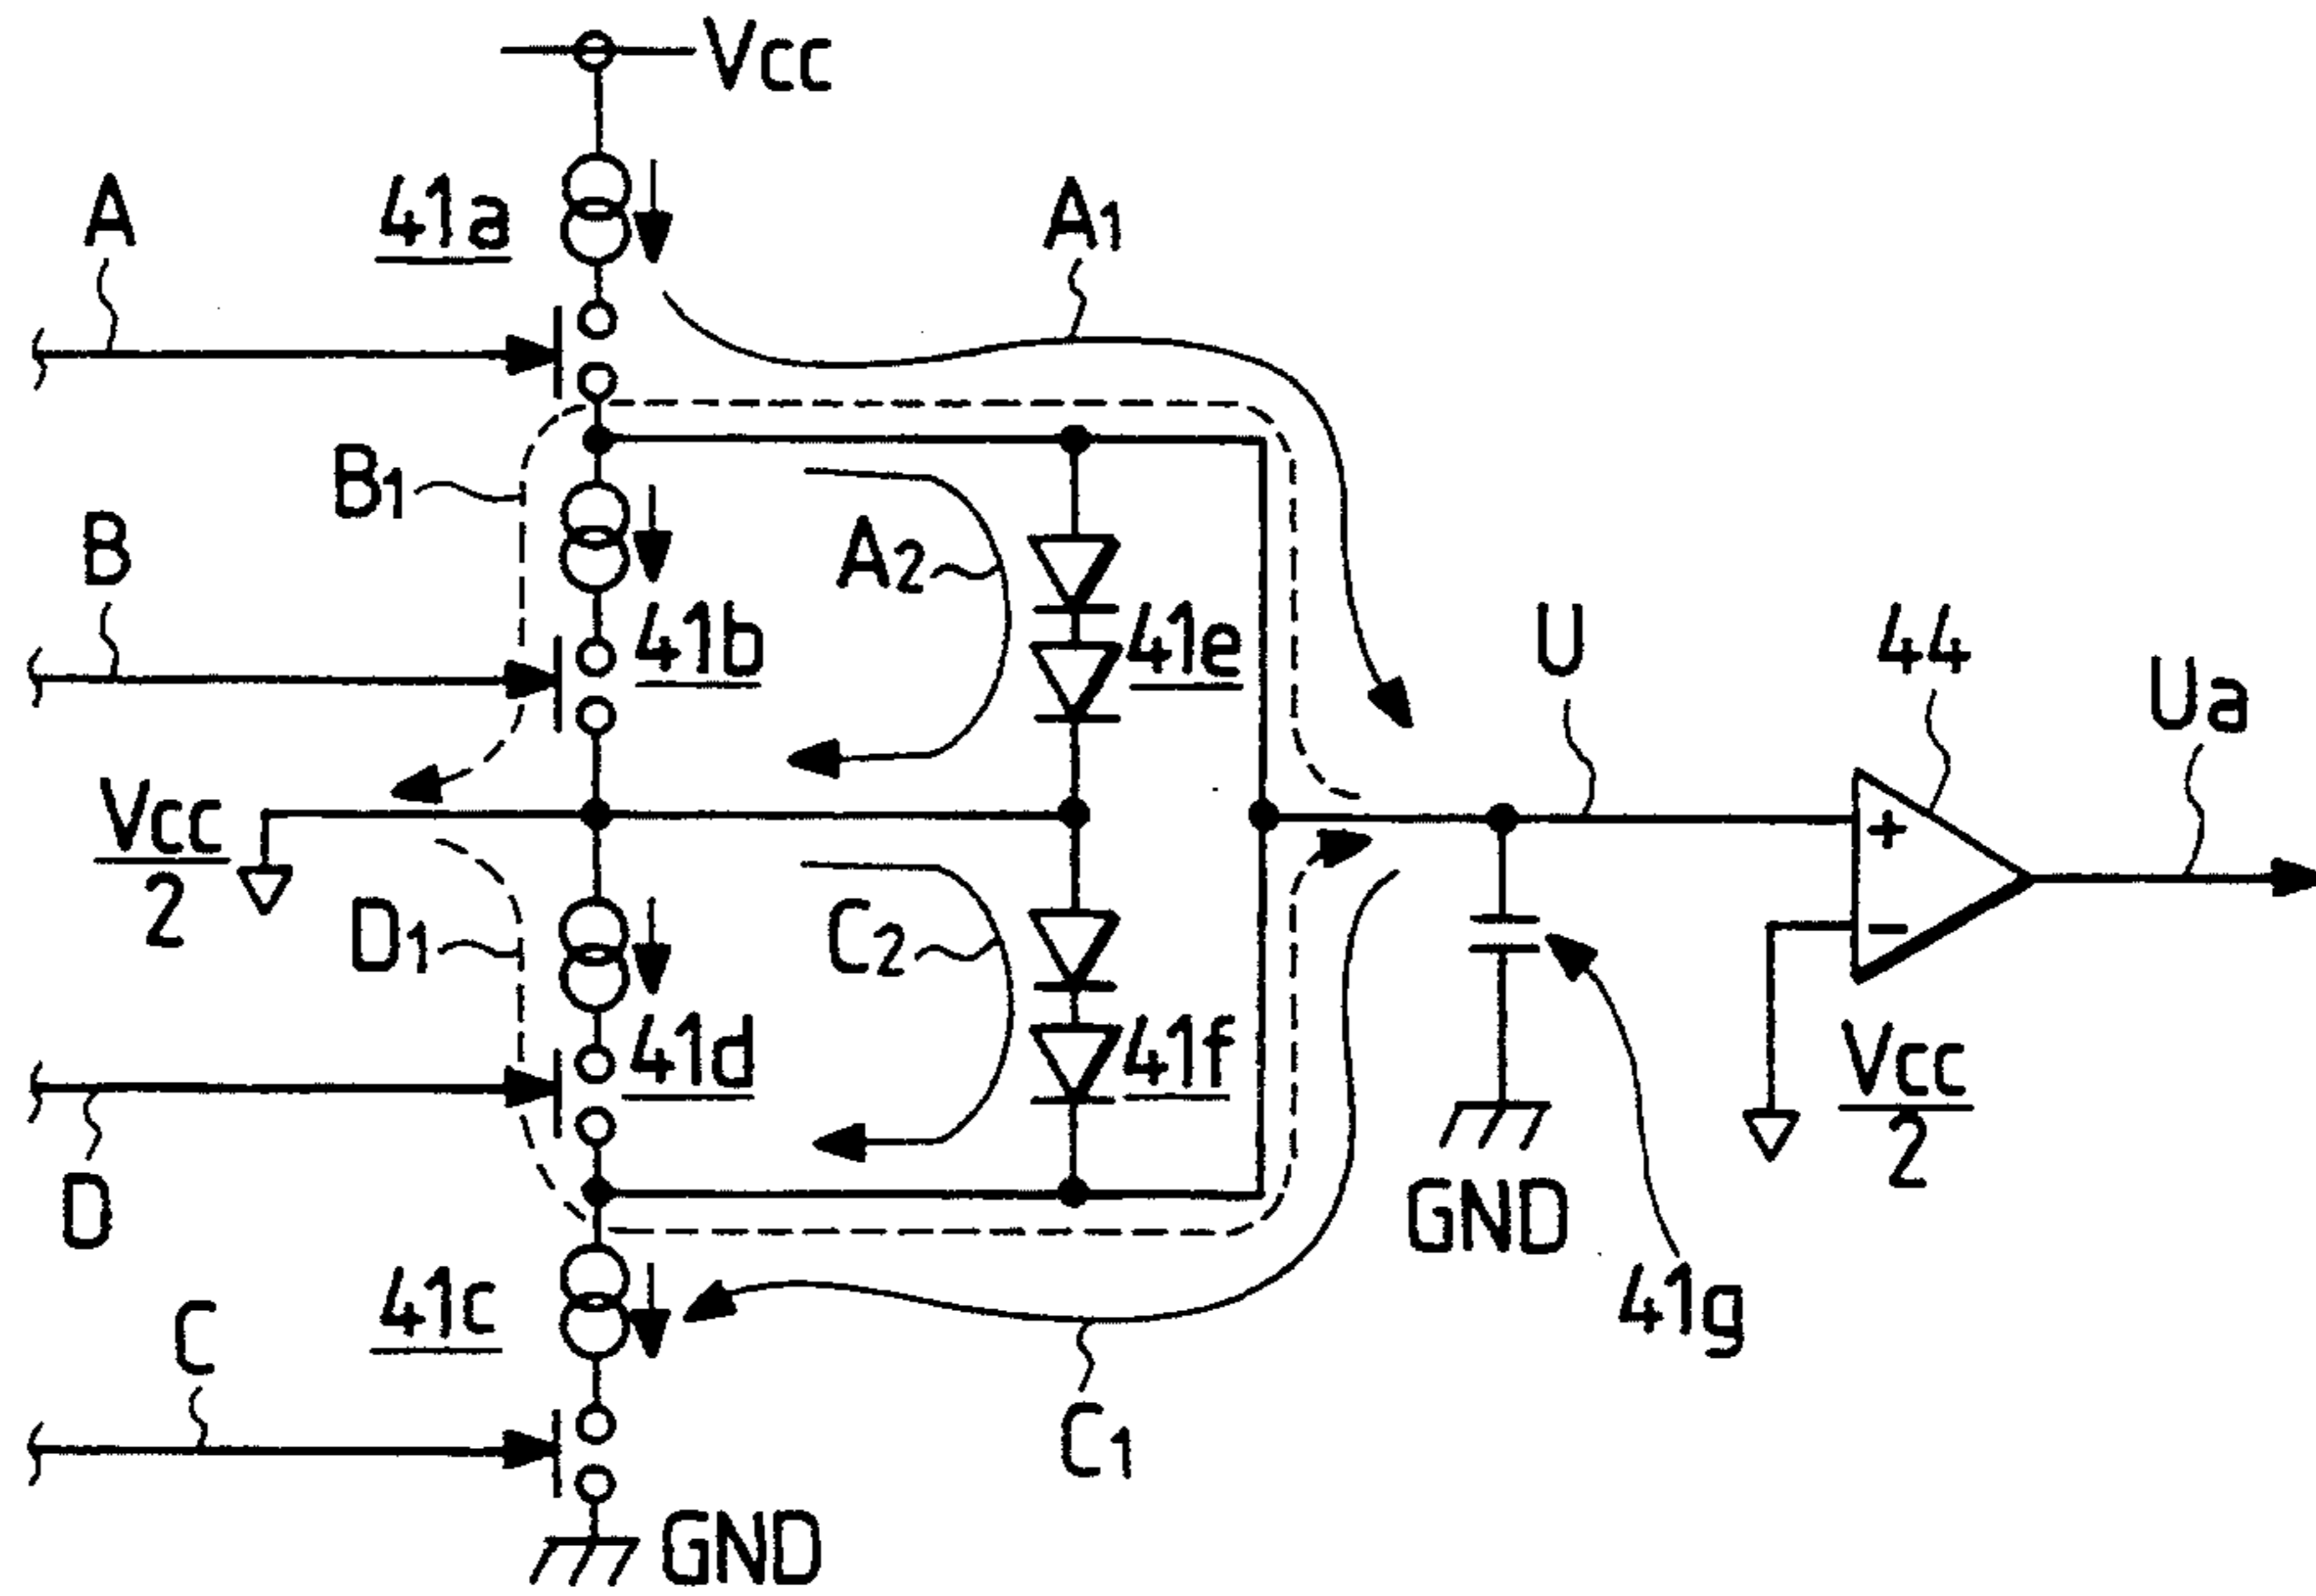 Vcc
A
41a
A1
B1
B
A2
41b
41e
U
44
Ua
Vcc
2
+
−
D1
C2
41d
41f
Vcc
2
D
GND
41g
C
41c
C1
GND